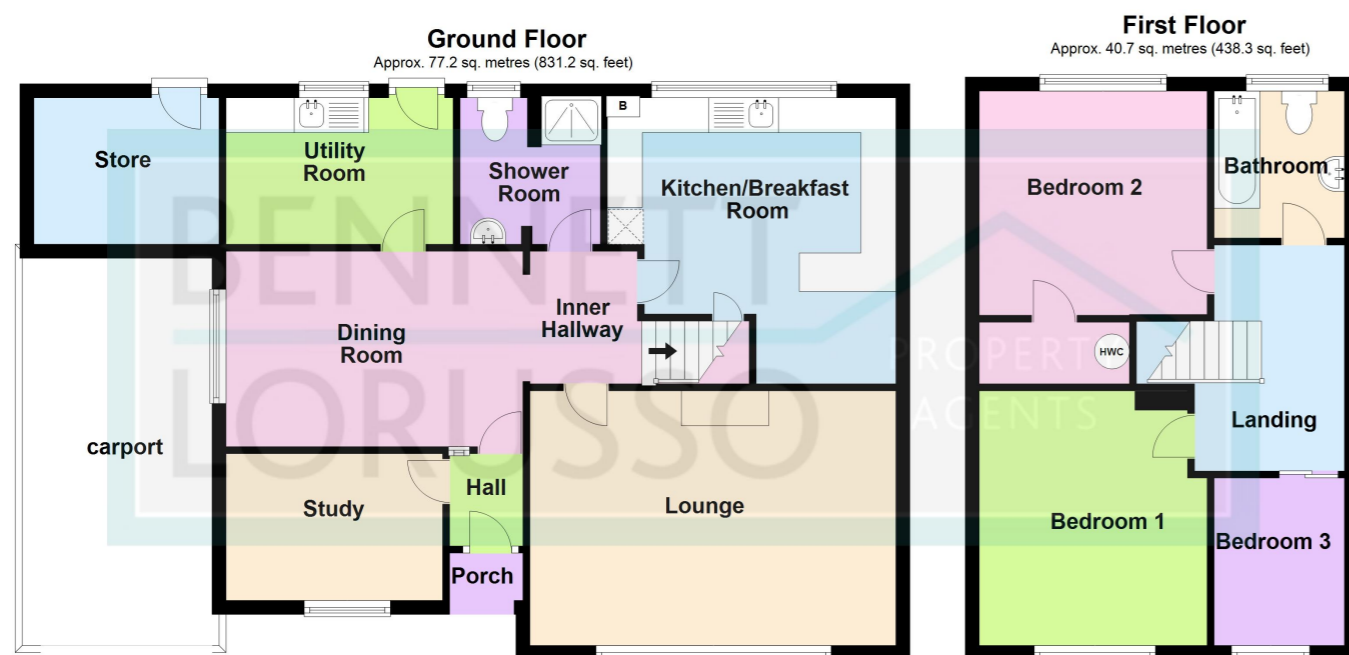 Ground Floor
Approx. 77.2 sq. metres (831.2 sq. feet)
First Floor
Approx. 40.7 sq. metres (438.3 sq. feet)
Store
Utility
Room
Shower
Room
B
Kitchen/Breakfast
Room
Dining
Room
Inner
Hallway
carport
Study
Hall
Porch
Lounge
Bedroom 2
Bathroom
HWC
Landing
Bedroom 1
Bedroom 3
BENNETT
LORUSSO
PROPERTY
AGENTS